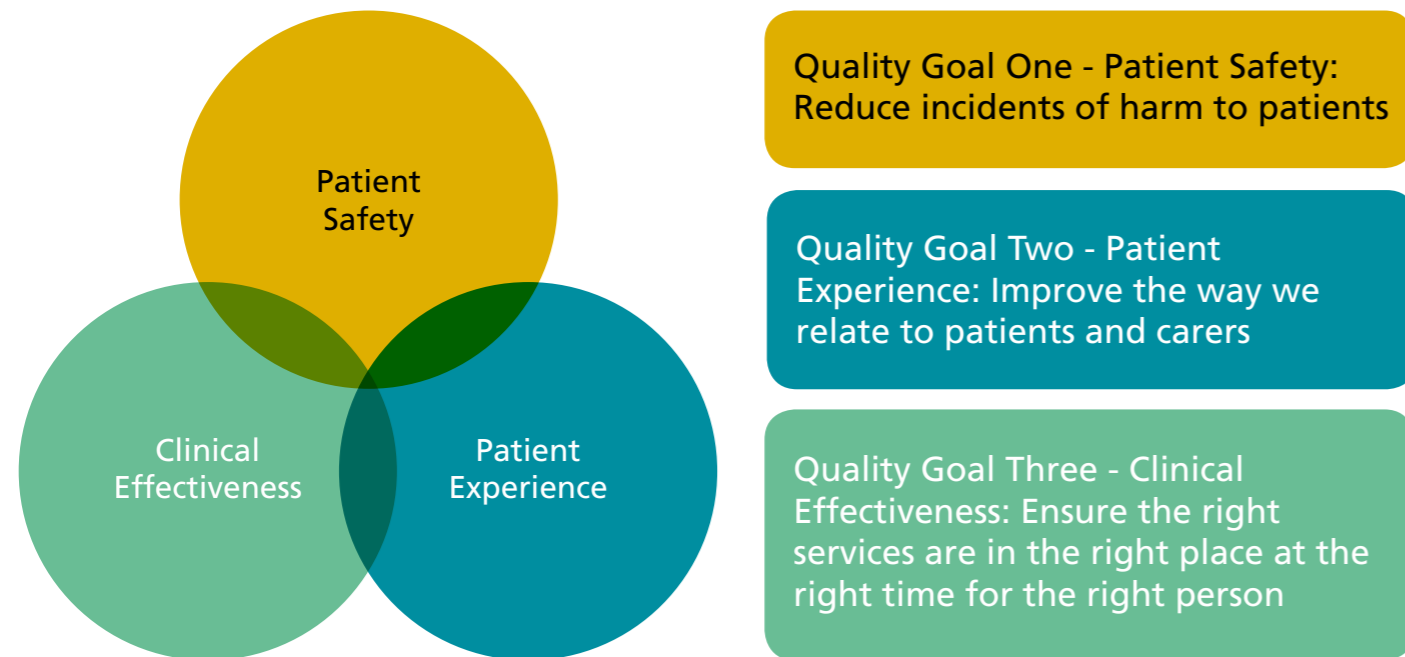 Patient
Safety
Clinical
Effectiveness
Patient
Experience
Quality Goal One - Patient Safety:
Reduce incidents of harm to patients
Quality Goal Two - Patient
Experience: Improve the way we
relate to patients and carers
Quality Goal Three - Clinical
Effectiveness: Ensure the right
services are in the right place at the
right time for the right person